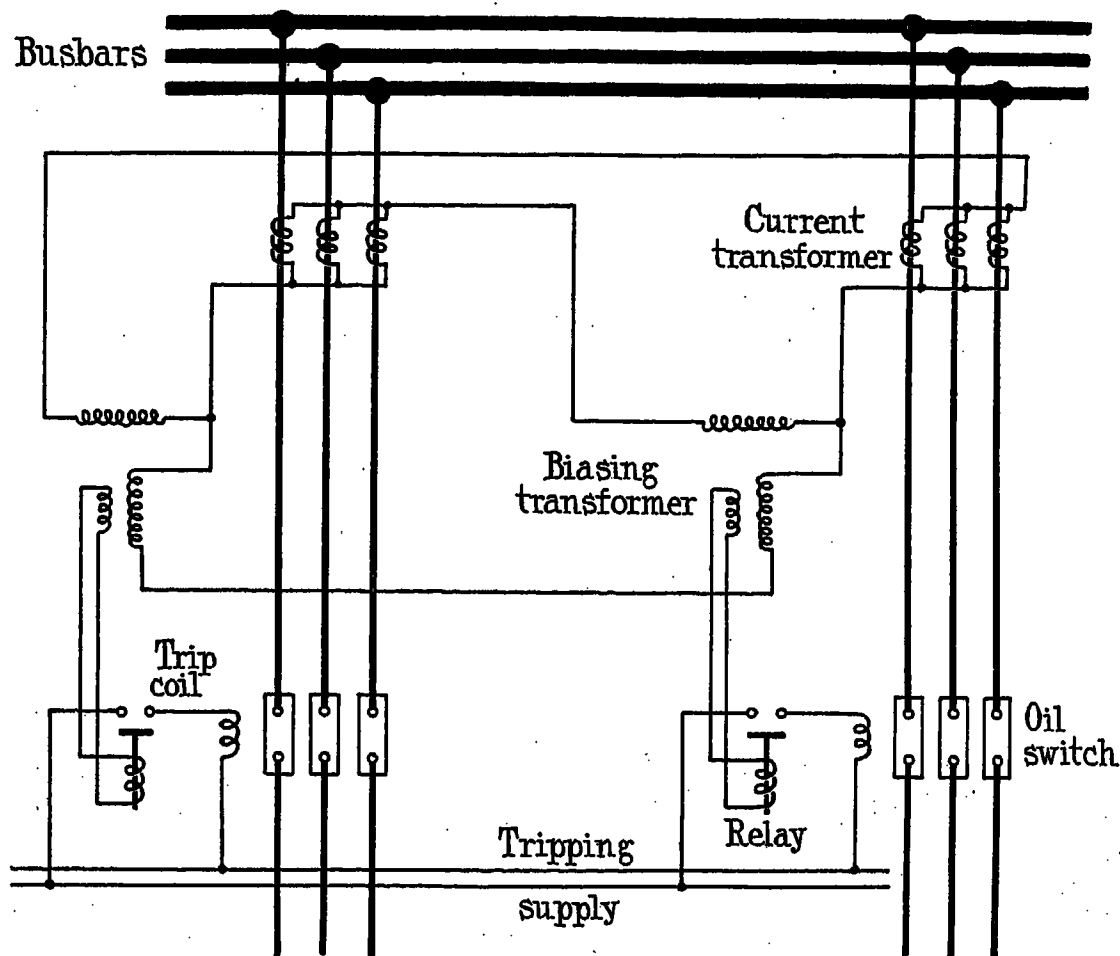 Busbars
Current
transformer
Biasing
transformer
Trip
coil
Oil
switch
Relay
Tripping
supply